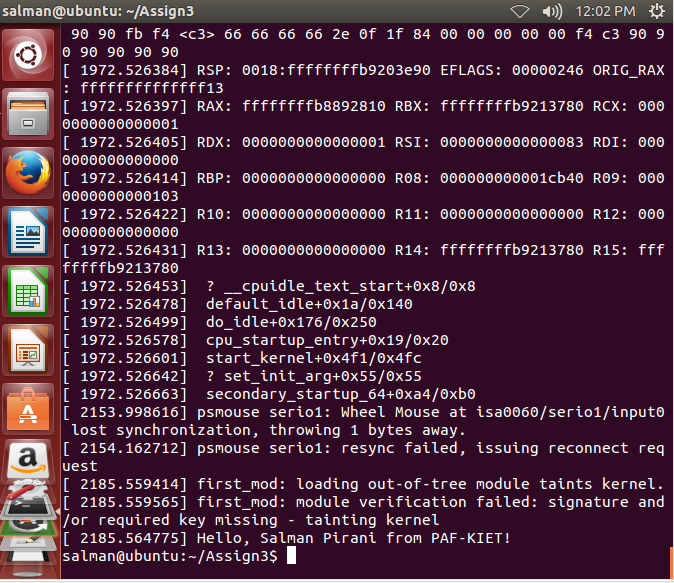 salman@ubuntu: ~/Assign3 12:02 PM
90 90 fb f4 <c3> 66 66 66 66 2e 0f 1f 84 00 00 00 00 00 f4 c3 90 9
0 90 90 90 90
[ 1972.526384] RSP: 0018:ffffffffb9203e90 EFLAGS: 00000246 ORIG_RAX
: ffffffffffffff13
[ 1972.526397] RAX: ffffffffb8892810 RBX: ffffffffb9213780 RCX: 000
0000000000001
[ 1972.526405] RDX: 0000000000000001 RSI: 0000000000000083 RDI: 000
0000000000000
[ 1972.526414] RBP: 0000000000000000 R08: 000000000001cb40 R09: 000
0000000000103
[ 1972.526422] R10: 0000000000000000 R11: 0000000000000000 R12: 000
0000000000000
[ 1972.526431] R13: 0000000000000000 R14: ffffffffb9213780 R15: fff
fffffb9213780
[ 1972.526453]  ? __cpuidle_text_start+0x8/0x8
[ 1972.526478]  default_idle+0x1a/0x140
[ 1972.526499]  do_idle+0x176/0x250
[ 1972.526578]  cpu_startup_entry+0x19/0x20
[ 1972.526601]  start_kernel+0x4f1/0x4fc
[ 1972.526642]  ? set_init_arg+0x55/0x55
[ 1972.526663]  secondary_startup_64+0xa4/0xb0
[ 2153.998616] psmouse serio1: Wheel Mouse at isa0060/serio1/input0
 lost synchronization, throwing 1 bytes away.
[ 2154.162712] psmouse serio1: resync failed, issuing reconnect req
uest
[ 2185.559414] first_mod: loading out-of-tree module taints kernel.
[ 2185.559565] first_mod: module verification failed: signature and
/or required key missing - tainting kernel
[ 2185.564775] Hello, Salman Pirani from PAF-KIET!
salman@ubuntu:~/Assign3$